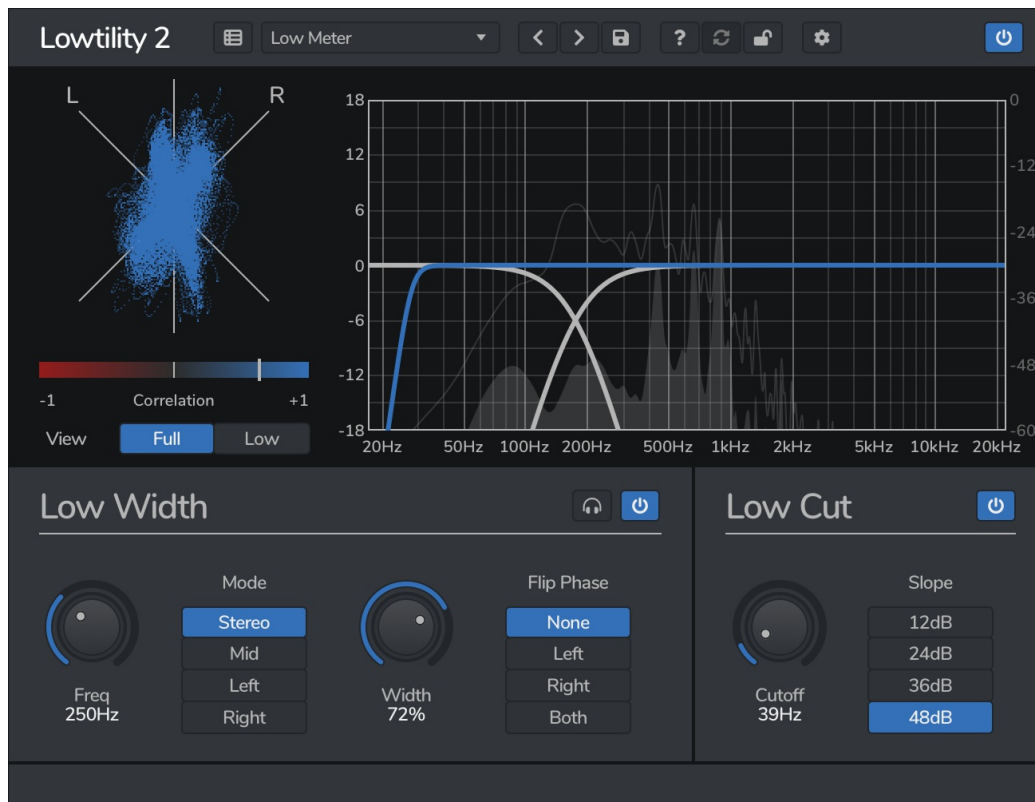 Lowtility 2 Low Meter ?
L R
18 0
12 -12
6 -24
0 -36
-6
-12 -48
-18 -60
20Hz 50Hz 100Hz 200Hz 500Hz 1kHz 2kHz 5kHz 10kHz 20kHz
-1 Correlation +1
View Full Low
Low Width
Freq
250Hz
Mode
Stereo
Mid
Left
Right
Width
72%
Flip Phase
None
Left
Right
Both
Low Cut
Cutoff
39Hz
Slope
12dB
24dB
36dB
48dB